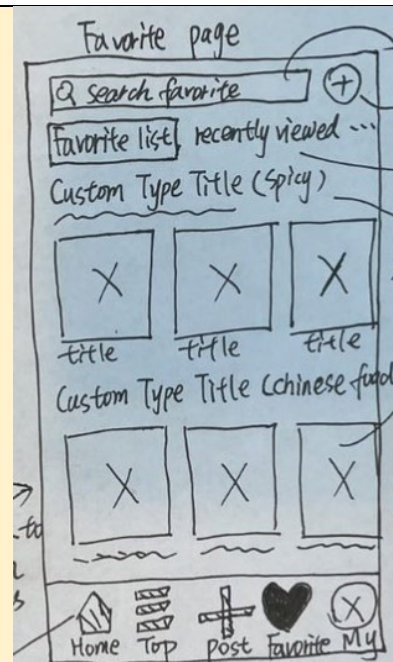 Favorite page
search favorite
+
Favorite list recently viewed ...
Custom Type Title (Spicy)
title title title
Custom Type Title (chinese food
to
Home Top post Favorite My